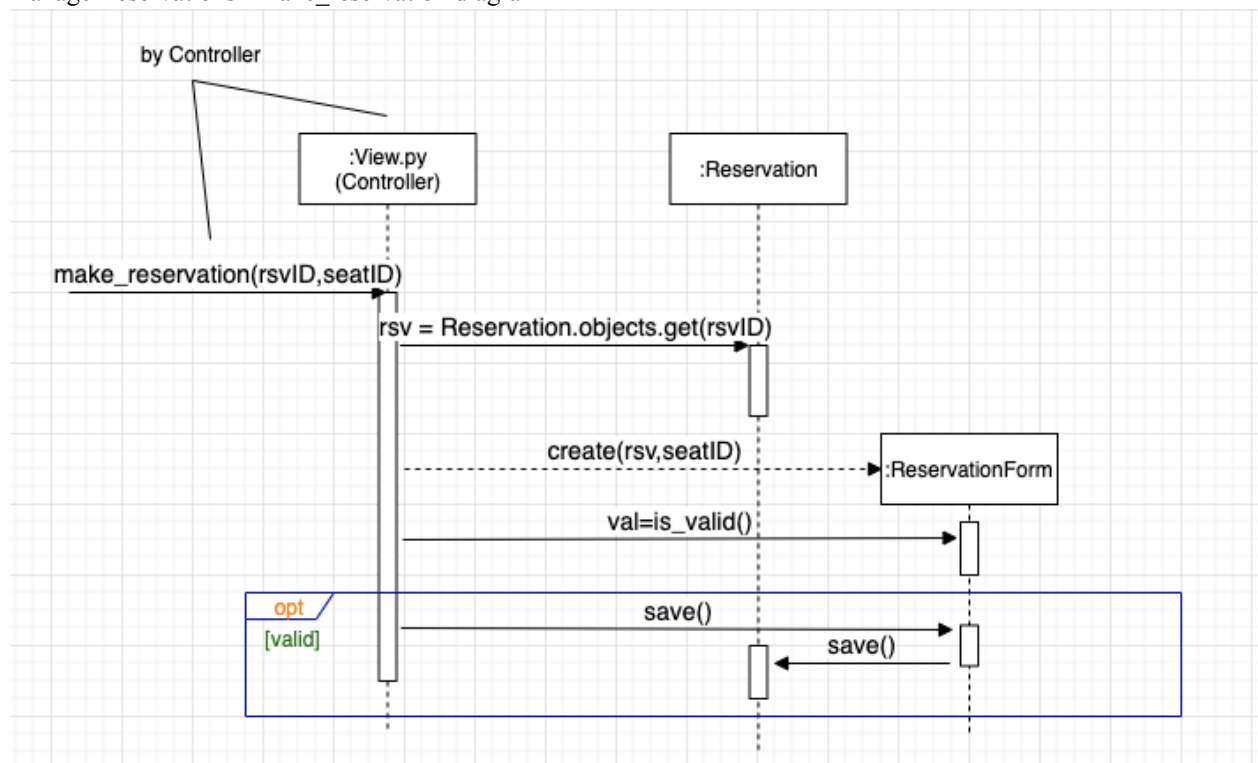 by Controller
:View.py
(Controller)
:Reservation
make_reservation(rsvID,seatID)
rsv = Reservation.objects.get(rsvID)
create(rsv,seatID)
:ReservationForm
val=is_valid()
opt
[valid]
save()
save()